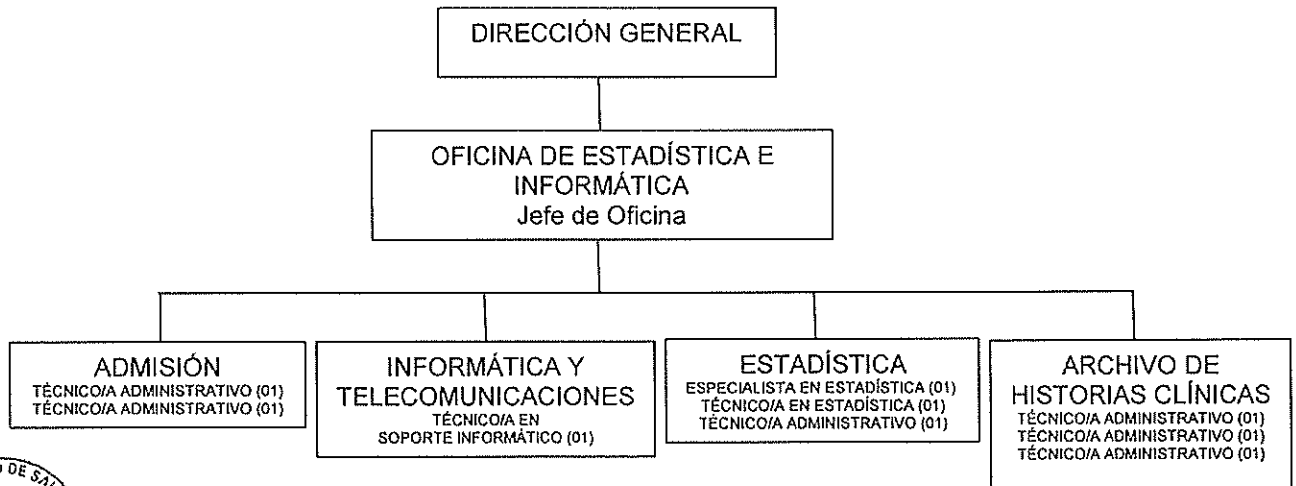 DIRECCIÓN GENERAL
OFICINA DE ESTADÍSTICA E
INFORMÁTICA
Jefe de Oficina
ADMISIÓN
TÉCNICO/A ADMINISTRATIVO (01)
TÉCNICO/A ADMINISTRATIVO (01)
INFORMÁTICA Y
TELECOMUNICACIONES
TÉCNICO/A EN
SOPORTE INFORMÁTICO (01)
ESTADÍSTICA
ESPECIALISTA EN ESTADÍSTICA (01)
TÉCNICO/A EN ESTADÍSTICA (01)
TÉCNICO/A ADMINISTRATIVO (01)
ARCHIVO DE
HISTORIAS CLÍNICAS
TÉCNICO/A ADMINISTRATIVO (01)
TÉCNICO/A ADMINISTRATIVO (01)
TÉCNICO/A ADMINISTRATIVO (01)
DE